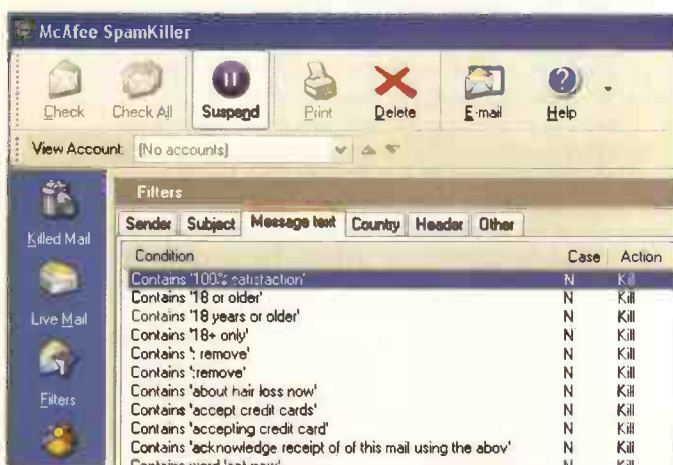 McAfee SpamKiller
Check
Check All
Suspend
Print
Delete
E-mail
Help
View Account: [No accounts]
Killed Mail
Live Mail
Filters
Filters
Sender Subject Message text Country Header Other
Condition Case Action
Contains '100% satisfaction' N Kill
Contains '18 or older' N Kill
Contains '18 years or older' N Kill
Contains '18+ only' N Kill
Contains ': remove' N Kill
Contains ':remove' N Kill
Contains 'about hair loss now' N Kill
Contains 'accept credit cards' N Kill
Contains 'accepting credit card' N Kill
Contains 'acknowledge receipt of of this mail using the abov' N Kill